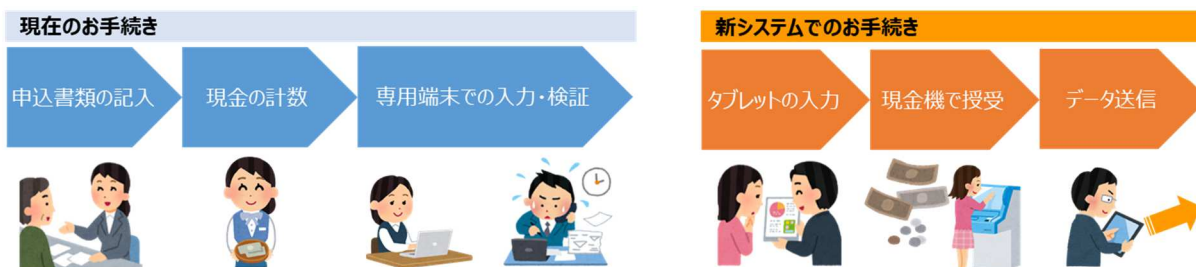 現在のお手続き
申込書類の記入
現金の計数
専用端末での入力・検証
新システムでのお手続き
タブレットの入力
現金機で授受
データ送信